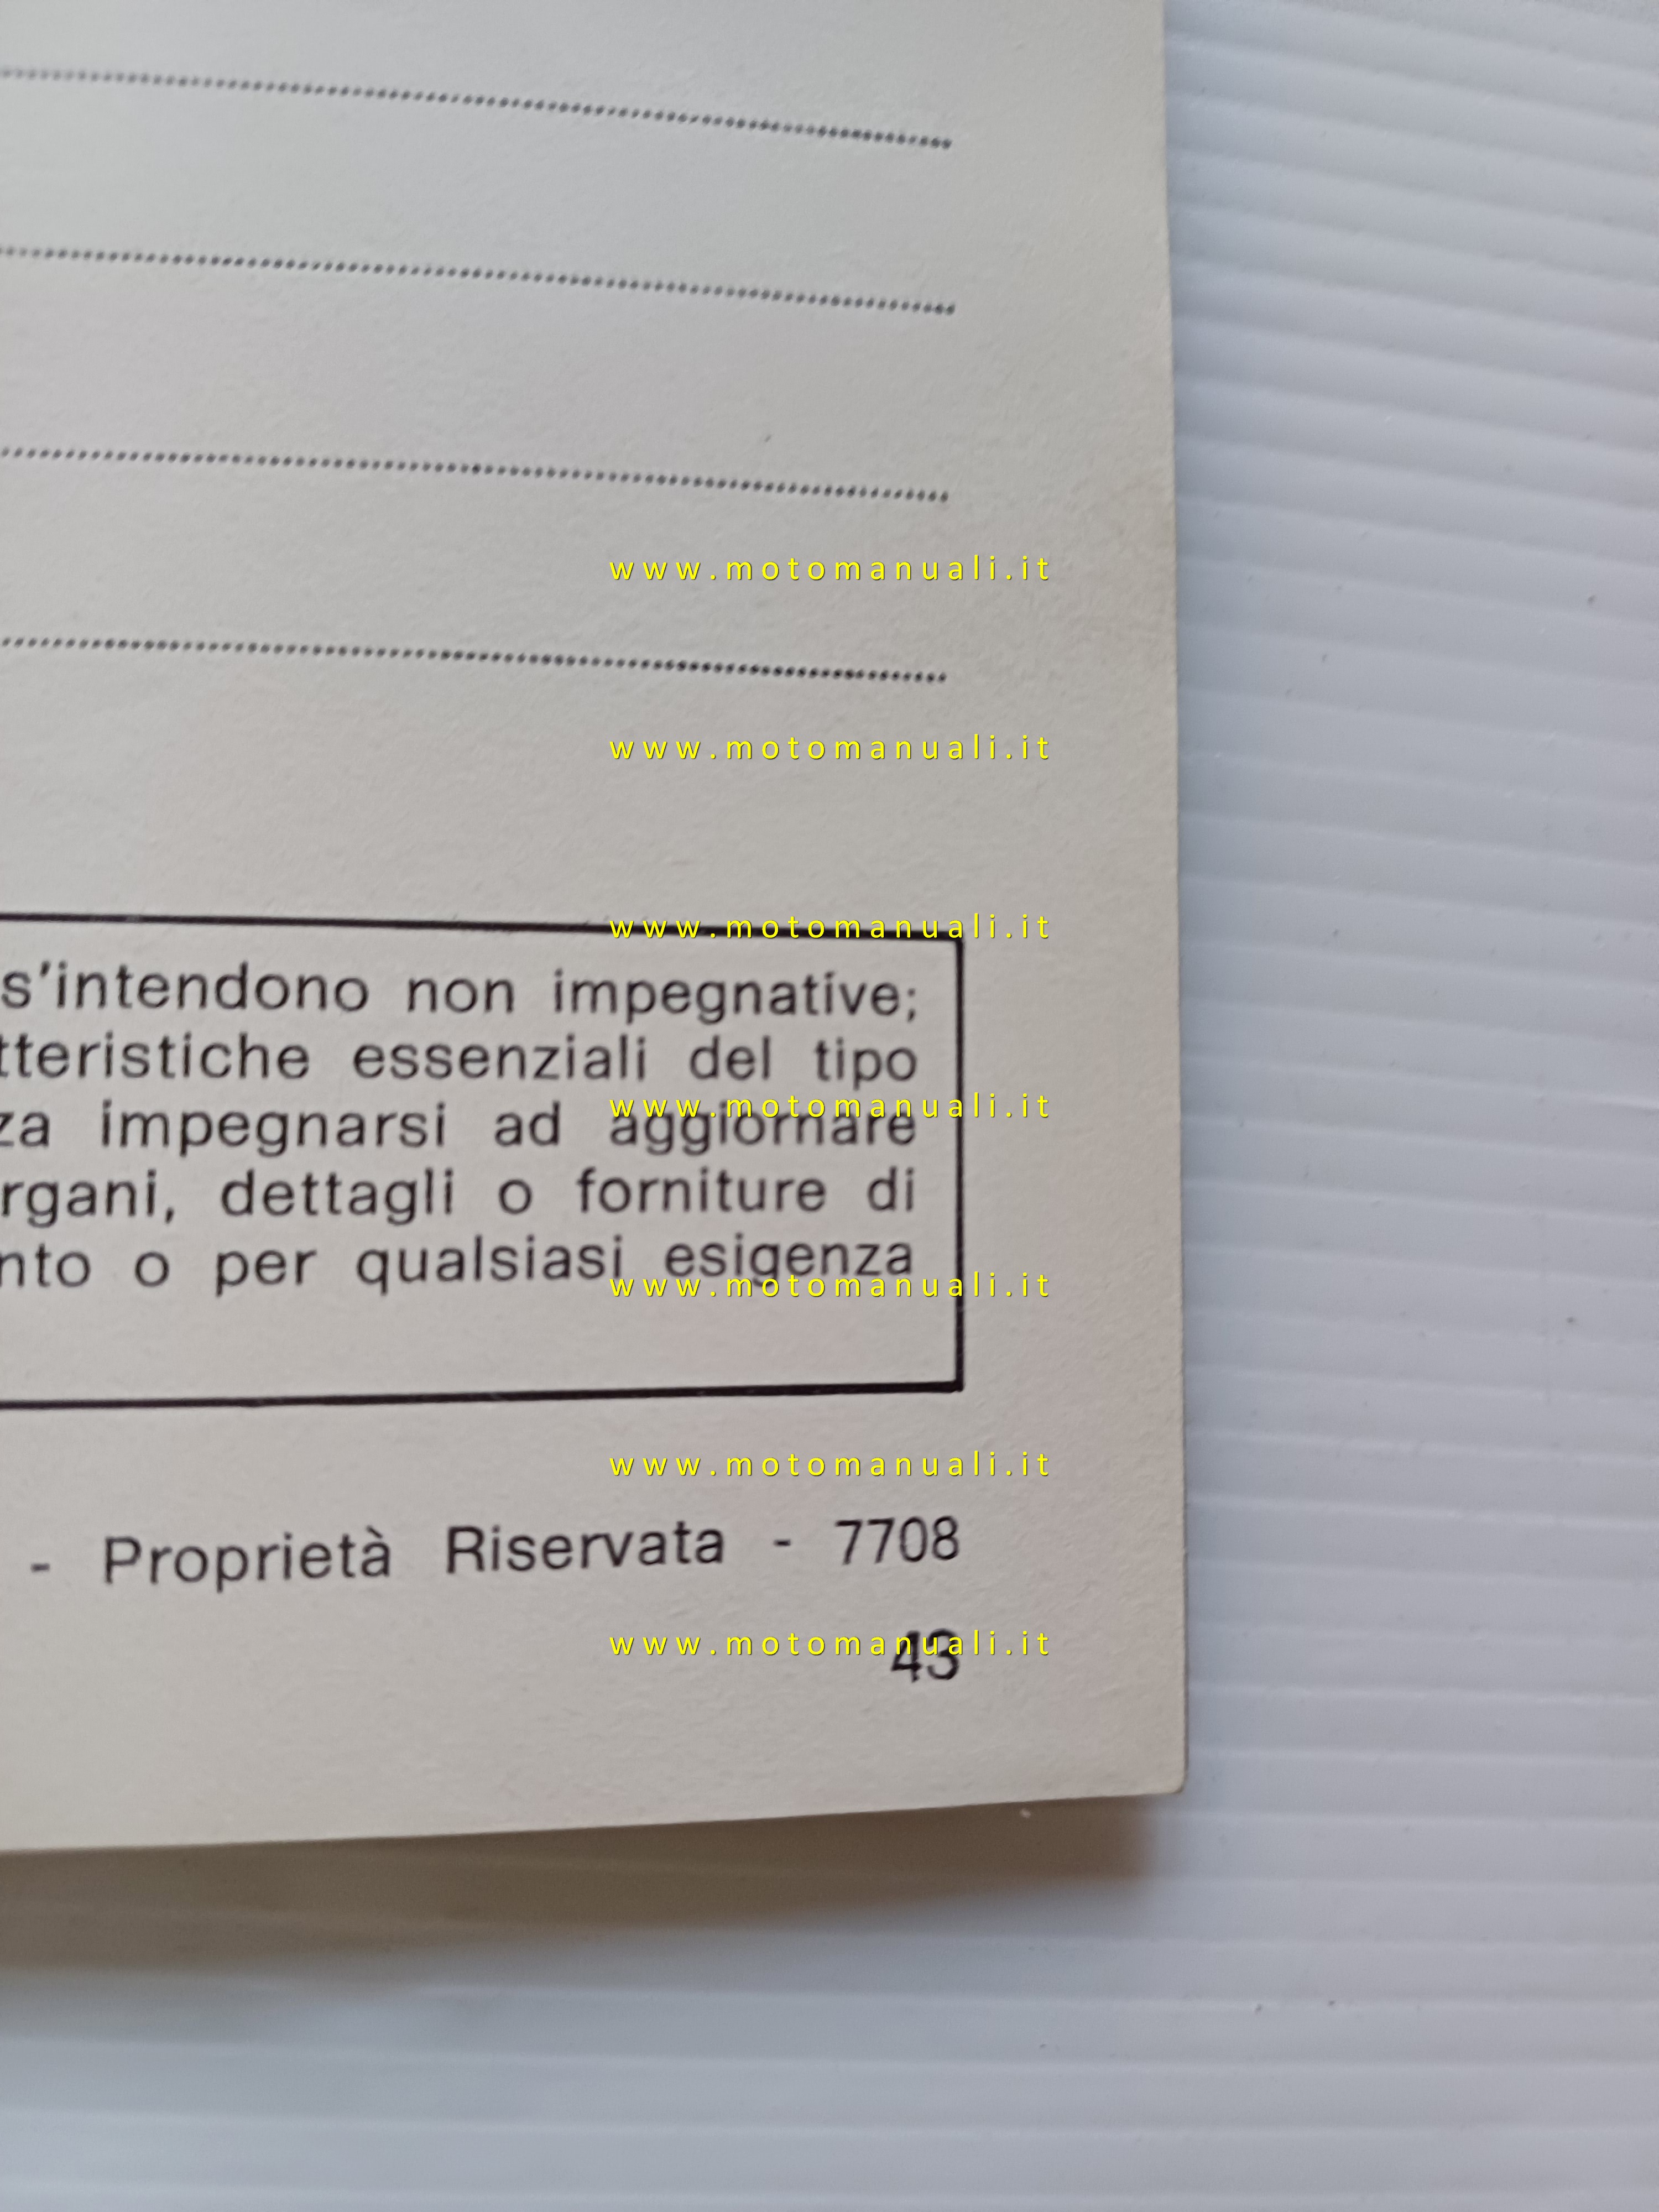 www.motomanuali.it
www.motomanuali.it
www.motomanuali.it
s'intendono non impegnative;
tteristiche essenziali del tipo
www.motomanuali.it
za impegnarsi ad aggiornare
rgani, dettagli o forniture di
nto o per qualsiasi esigenza
www.motomanuali.it
www.motomanuali.it
- Proprietà Riservata - 7708
www.motomanuali.it
43